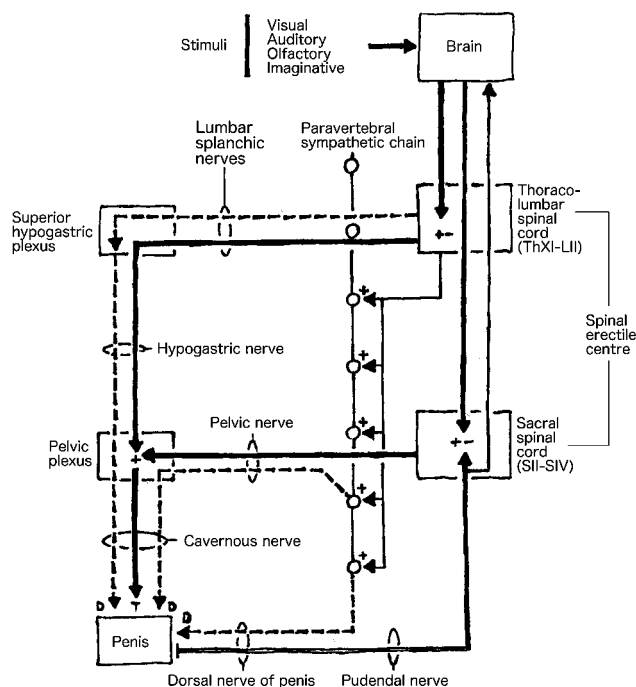 Stimuli
Visual
Auditory
Olfactory
Imaginative
Brain
Lumbar
splanchic
nerves
Paravertebral
sympathetic chain
Superior
hypogastric
plexus
Thoraco-
lumbar
spinal
cord
(ThXI-LII)
+-
+
Spinal
erectile
centre
Hypogastric nerve
+
+
Pelvic
plexus
+
Pelvic nerve
+-
Sacral
spinal
cord
(SII-SIV)
+
Cavernous nerve
+
D T D
D
Penis
Dorsal nerve of penis
Pudendal nerve